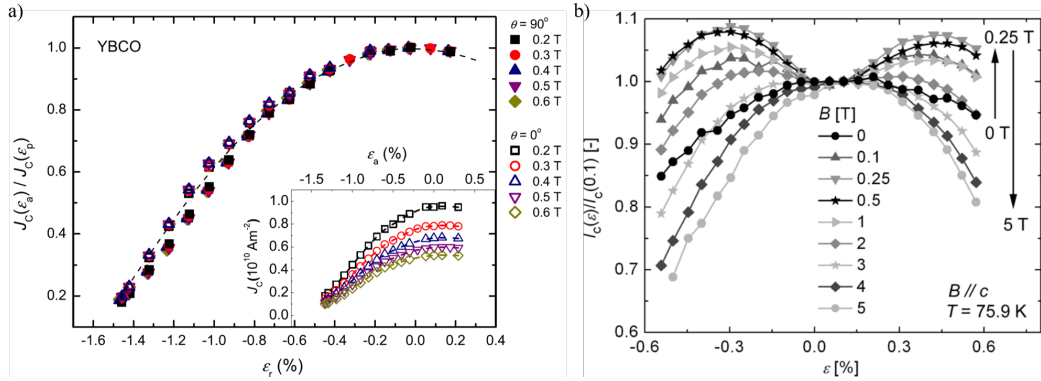 a)
YBCO
J_C(ε_a) / J_C(ε_p)
1.0
0.8
0.6
0.4
0.2
-1.6 -1.4 -1.2 -1.0 -0.8 -0.6 -0.4 -0.2 0.0 0.2 0.4
ε_r (%)
θ = 90°
0.2 T
0.3 T
0.4 T
0.5 T
0.6 T
θ = 0°
0.2 T
0.3 T
0.4 T
0.5 T
0.6 T
ε_a (%)
-1.5 -1.0 -0.5 0.0 0.5
J_C(10¹⁰ Am⁻²)
1.0
0.8
0.6
0.4
0.2
0.0
b)
I_c(ε)/I_c(0.1) [-]
1.1
1.0
0.9
0.8
0.7
0.6
-0.6 -0.3 0.0 0.3 0.6
ε [%]
B [T]
0
0.1
0.25
0.5
1
2
3
4
5
0.25 T
0 T
5 T
B // c
T = 75.9 K